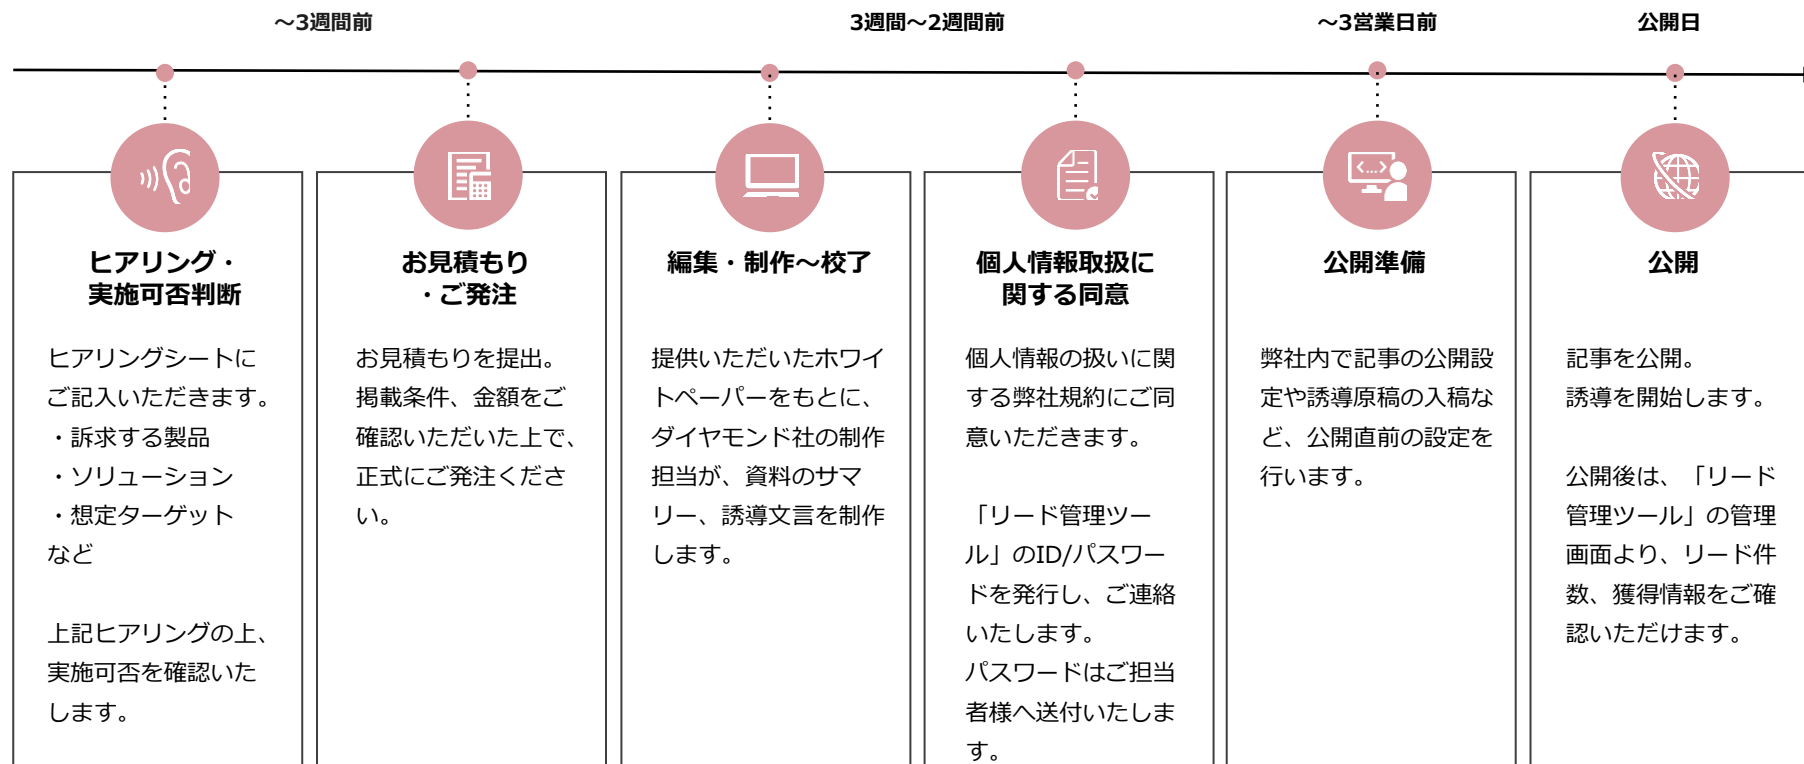 ～3週間前
3週間～2週間前
～3営業日前
公開日
<...>
ヒアリング・
実施可否判断
ヒアリングシートに
ご記入いただきます。
・訴求する製品
・ソリューション
・想定ターゲット
など
上記ヒアリングの上、
実施可否を確認いた
します。
お見積もり
・ご発注
お見積もりを提出。
掲載条件、金額をご
確認いただいた上で、
正式にご発注くださ
い。
編集・制作～校了
提供いただいたホワイ
トペーパーをもとに、
ダイヤモンド社の制作
担当が、資料のサマ
リー、誘導文言を制作
します。
個人情報取扱に
関する同意
個人情報の扱いに関
する弊社規約にご同
意いただきます。
「リード管理ツー
ル」のID/パスワー
ドを発行し、ご連絡
いたします。
パスワードはご担当
者様へ送付いたしま
す。
公開準備
弊社内で記事の公開設
定や誘導原稿の入稿な
ど、公開直前の設定を
行います。
公開
記事を公開。
誘導を開始します。
公開後は、「リード
管理ツール」の管理
画面より、リード件
数、獲得情報をご確
認いただけます。